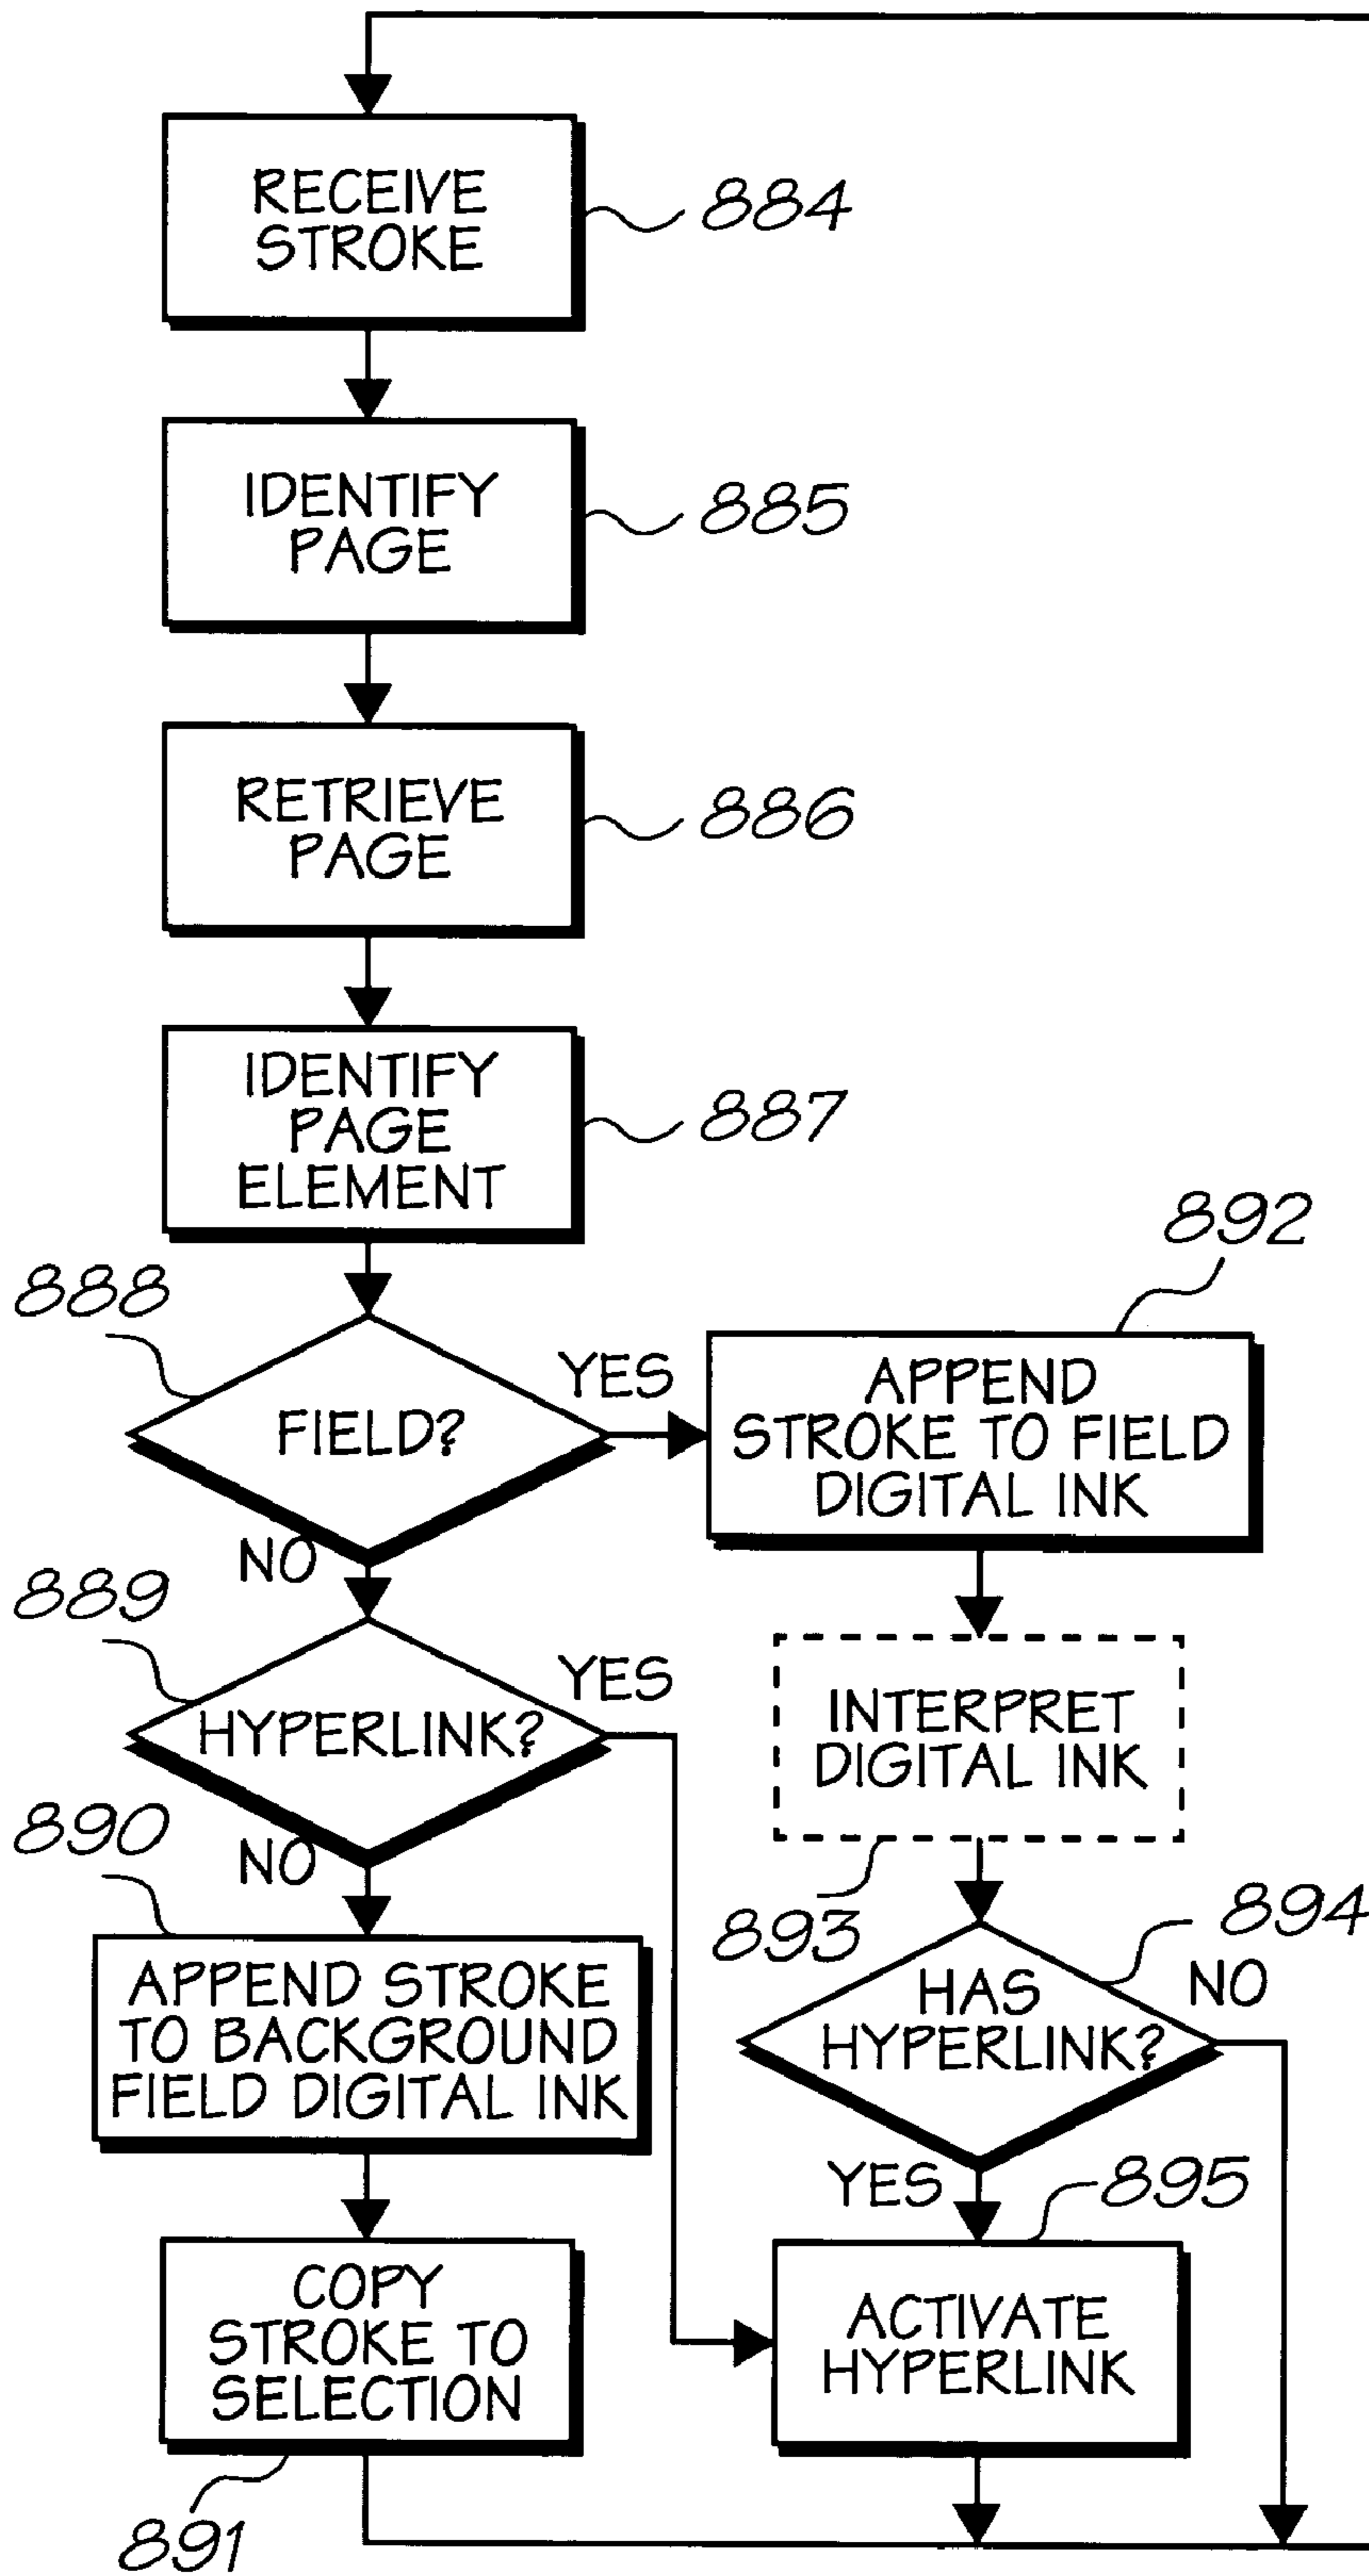 RECEIVE
STROKE
884
IDENTIFY
PAGE
885
RETRIEVE
PAGE
886
IDENTIFY
PAGE
ELEMENT
887
888
FIELD?
YES
NO
892
APPEND
STROKE TO FIELD
DIGITAL INK
889
HYPERLINK?
YES
NO
INTERPRET
DIGITAL INK
893
890
APPEND STROKE
TO BACKGROUND
FIELD DIGITAL INK
894
HAS
HYPERLINK?
NO
YES
895
COPY
STROKE TO
SELECTION
891
ACTIVATE
HYPERLINK